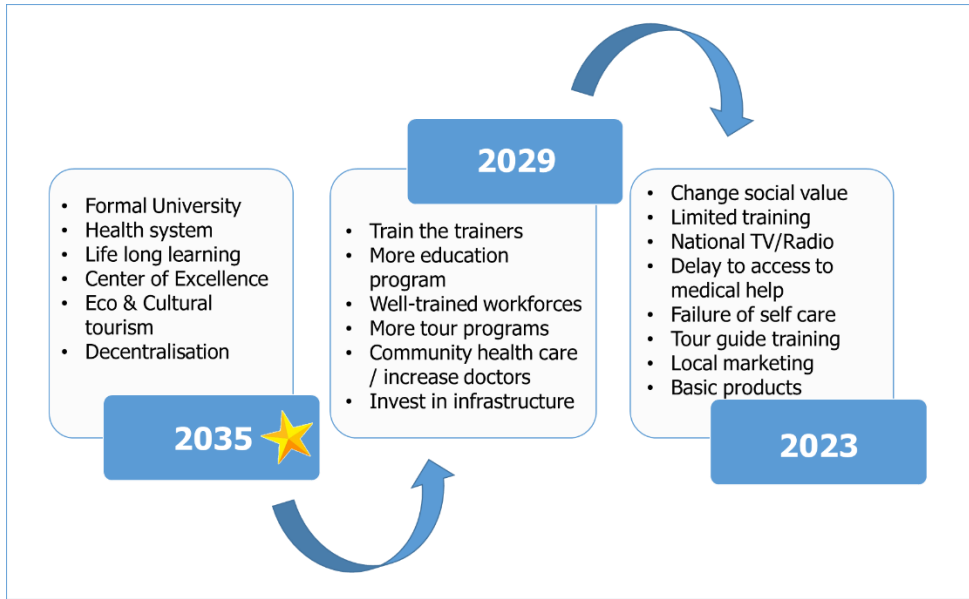 • Formal University
• Health system
• Life long learning
• Center of Excellence
• Eco & Cultural
tourism
• Decentralisation
2035
2029
• Train the trainers
• More education
program
• Well-trained workforces
• More tour programs
• Community health care
/ increase doctors
• Invest in infrastructure
• Change social value
• Limited training
• National TV/Radio
• Delay to access to
medical help
• Failure of self care
• Tour guide training
• Local marketing
• Basic products
2023